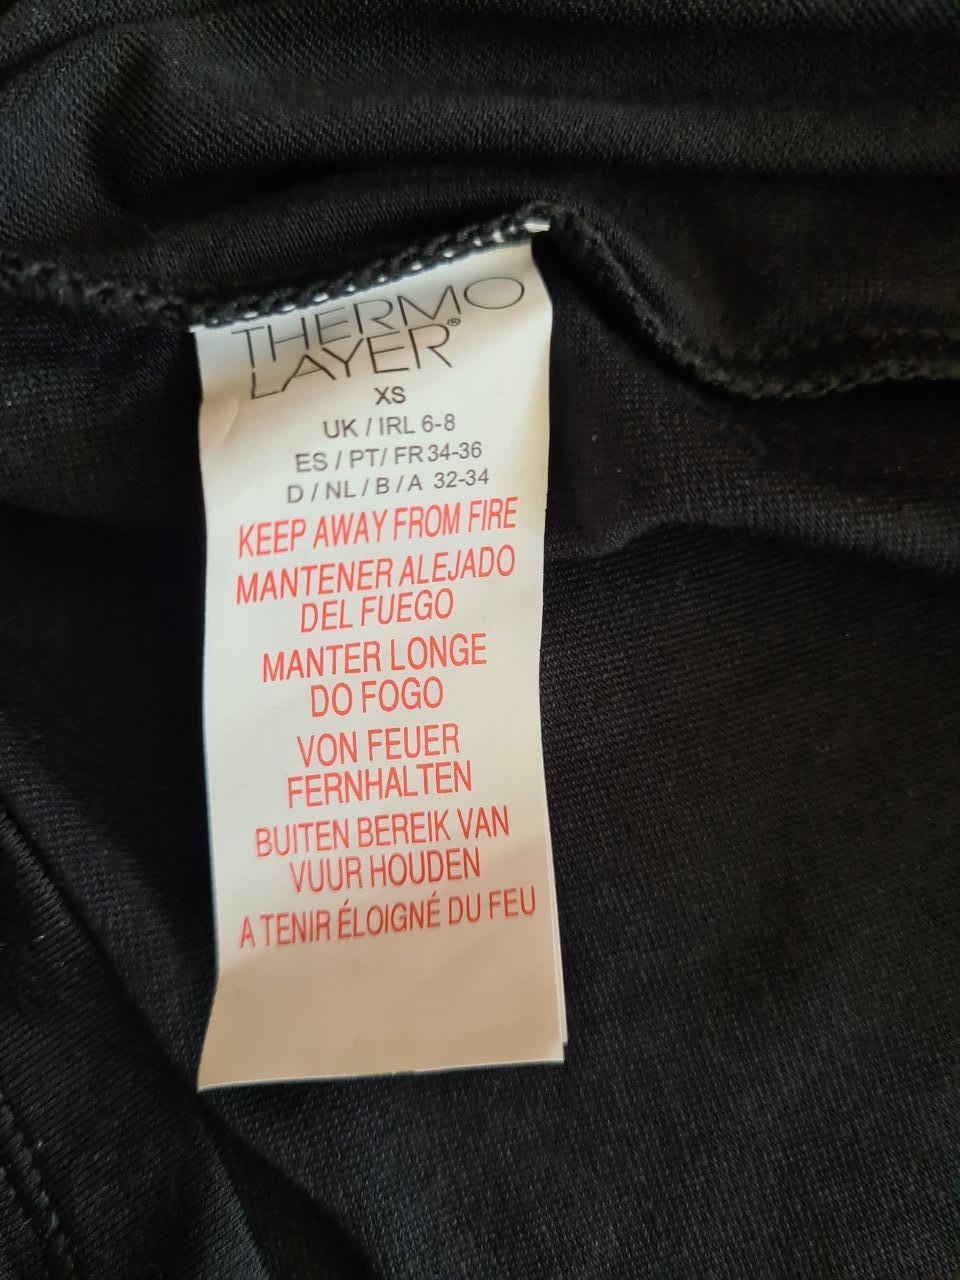 THERMO
LAYER®
XS
UK / IRL 6-8
ES / PT/ FR 34-36
D / NL / B / A 32-34
KEEP AWAY FROM FIRE
MANTENER ALEJADO
DEL FUEGO
MANTER LONGE
DO FOGO
VON FEUER
FERNHALTEN
BUITEN BEREIK VAN
VUUR HOUDEN
A TENIR ÉLOIGNÉ DU FEU